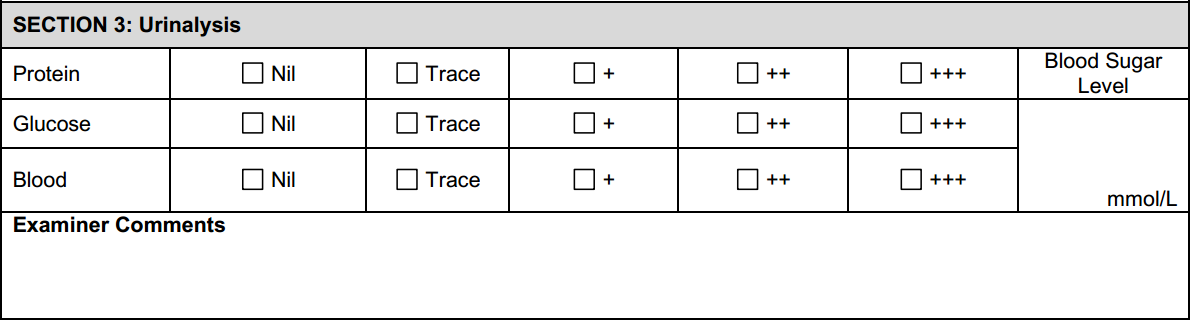 SECTION 3: Urinalysis
Protein Nil Trace + ++ +++ Blood Sugar
Level
Glucose Nil Trace + ++ +++
Blood Nil Trace + ++ +++
mmol/L
Examiner Comments